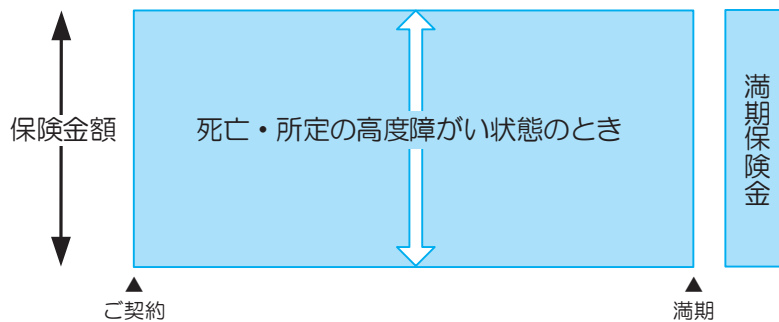 保険金額
死亡・所定の高度障がい状態のとき
満期保険金
ご契約
満期